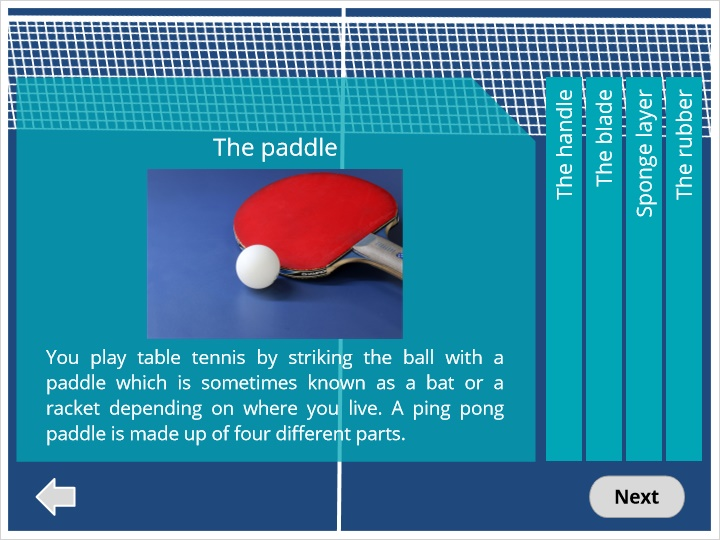 The paddle
You play table tennis by striking the ball with a
paddle which is sometimes known as a bat or a
racket depending on where you live. A ping pong
paddle is made up of four different parts.
The handle
The blade
Sponge layer
The rubber
Next